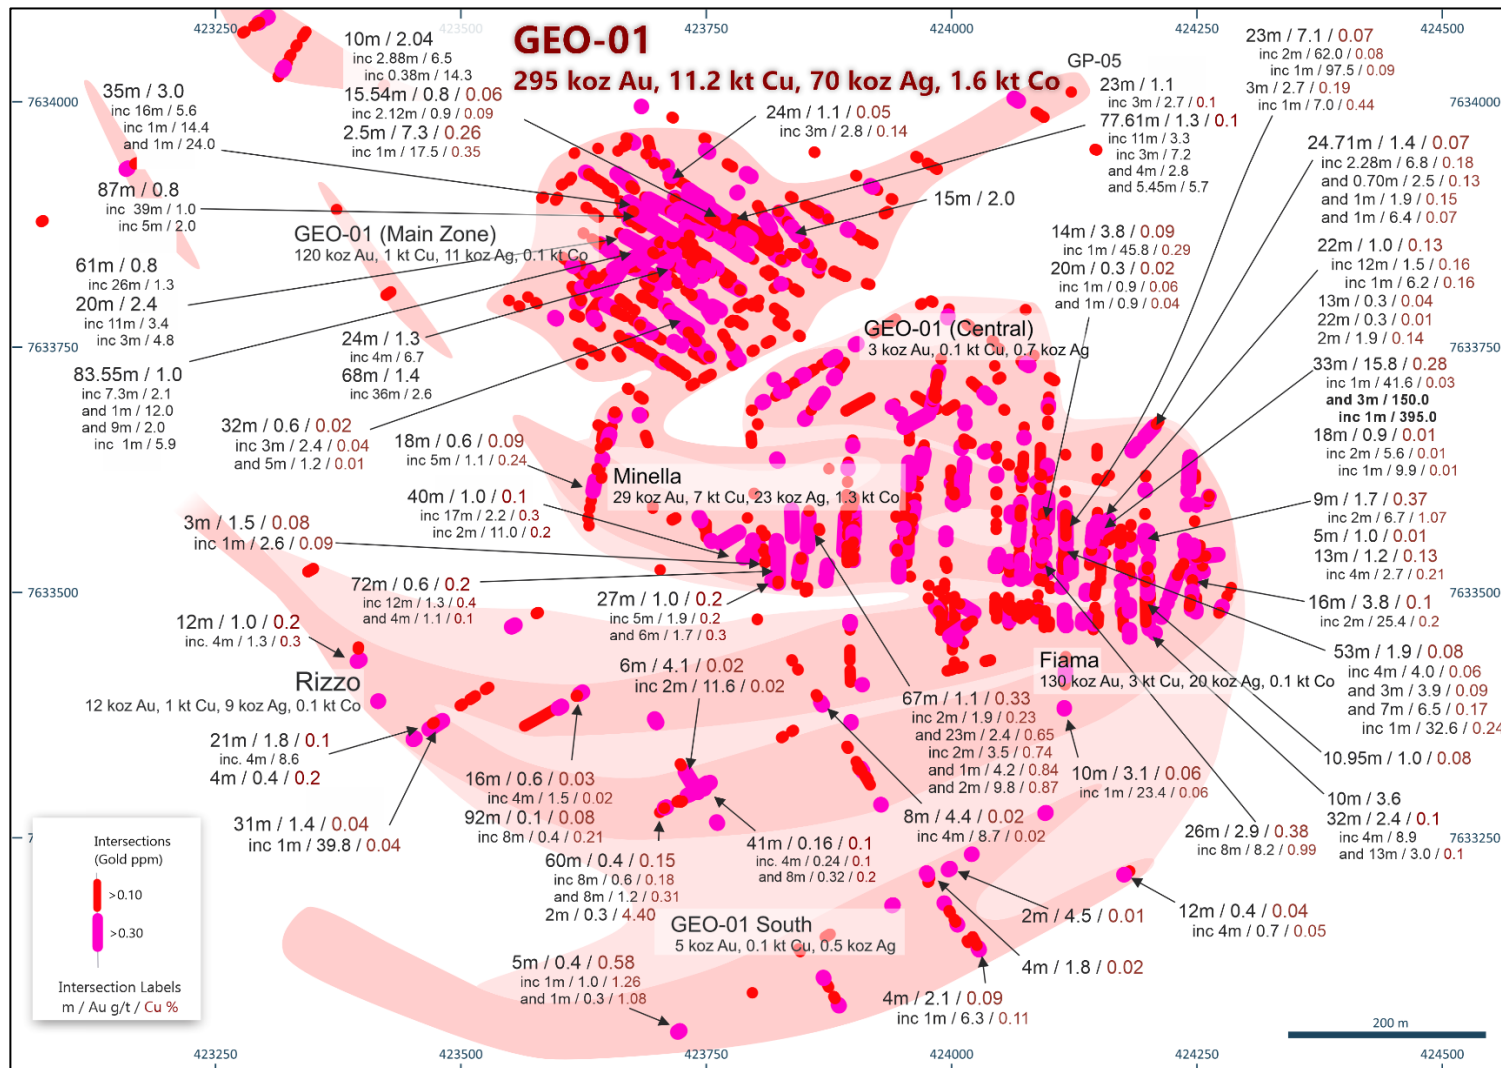 423250
423500
423750
424000
424250
424500
7634000
7633750
7633500
7633250
7634000
7633750
7633500
7633250
GEO-01
295 koz Au, 11.2 kt Cu, 70 koz Ag, 1.6 kt Co
10m / 2.04
inc 2.88m / 6.5
inc 0.38m / 14.3
15.54m / 0.8 / 0.06
inc 2.12m / 0.9 / 0.09
2.5m / 7.3 / 0.26
inc 1m / 17.5 / 0.35
35m / 3.0
inc 16m / 5.6
inc 1m / 14.4
and 1m / 24.0
87m / 0.8
inc 39m / 1.0
inc 5m / 2.0
61m / 0.8
inc 26m / 1.3
20m / 2.4
inc 11m / 3.4
inc 3m / 4.8
83.55m / 1.0
inc 7.3m / 2.1
and 1m / 12.0
and 9m / 2.0
inc 1m / 5.9
GEO-01 (Main Zone)
120 koz Au, 1 kt Cu, 11 koz Ag, 0.1 kt Co
24m / 1.3
inc 4m / 6.7
68m / 1.4
inc 36m / 2.6
32m / 0.6 / 0.02
inc 3m / 2.4 / 0.04
and 5m / 1.2 / 0.01
24m / 1.1 / 0.05
inc 3m / 2.8 / 0.14
GP-05
23m / 1.1
inc 3m / 2.7 / 0.1
77.61m / 1.3 / 0.1
inc 11m / 3.3
inc 3m / 7.2
and 4m / 2.8
and 5.45m / 5.7
15m / 2.0
23m / 7.1 / 0.07
inc 2m / 62.0 / 0.08
inc 1m / 97.5 / 0.09
3m / 2.7 / 0.19
inc 1m / 7.0 / 0.44
24.71m / 1.4 / 0.07
inc 2.28m / 6.8 / 0.18
and 0.70m / 2.5 / 0.13
and 1m / 1.9 / 0.15
and 1m / 6.4 / 0.07
14m / 3.8 / 0.09
inc 1m / 45.8 / 0.29
20m / 0.3 / 0.02
inc 1m / 0.9 / 0.06
and 1m / 0.9 / 0.04
22m / 1.0 / 0.13
inc 12m / 1.5 / 0.16
inc 1m / 6.2 / 0.16
13m / 0.3 / 0.04
22m / 0.3 / 0.01
2m / 1.9 / 0.14
33m / 15.8 / 0.28
inc 1m / 41.6 / 0.03
and 3m / 150.0
inc 1m / 395.0
18m / 0.9 / 0.01
inc 2m / 5.6 / 0.01
inc 1m / 9.9 / 0.01
GEO-01 (Central)
3 koz Au, 0.1 kt Cu, 0.7 koz Ag
18m / 0.6 / 0.09
inc 5m / 1.1 / 0.24
Minella
29 koz Au, 7 kt Cu, 23 koz Ag, 1.3 kt Co
40m / 1.0 / 0.1
inc 17m / 2.2 / 0.3
inc 2m / 11.0 / 0.2
3m / 1.5 / 0.08
inc 1m / 2.6 / 0.09
72m / 0.6 / 0.2
inc 12m / 1.3 / 0.4
and 4m / 1.1 / 0.1
27m / 1.0 / 0.2
inc 5m / 1.9 / 0.2
and 6m / 1.7 / 0.3
9m / 1.7 / 0.37
inc 2m / 6.7 / 1.07
5m / 1.0 / 0.01
13m / 1.2 / 0.13
inc 4m / 2.7 / 0.21
16m / 3.8 / 0.1
inc 2m / 25.4 / 0.2
53m / 1.9 / 0.08
inc 4m / 4.0 / 0.06
and 3m / 3.9 / 0.09
and 7m / 6.5 / 0.17
inc 1m / 32.6 / 0.24
10.95m / 1.0 / 0.08
10m / 3.6
32m / 2.4 / 0.1
inc 4m / 8.9
and 13m / 3.0 / 0.1
12m / 1.0 / 0.2
inc. 4m / 1.3 / 0.3
Rizzo
12 koz Au, 1 kt Cu, 9 koz Ag, 0.1 kt Co
21m / 1.8 / 0.1
inc. 4m / 8.6
4m / 0.4 / 0.2
31m / 1.4 / 0.04
inc 1m / 39.8 / 0.04
6m / 4.1 / 0.02
inc 2m / 11.6 / 0.02
16m / 0.6 / 0.03
inc 4m / 1.5 / 0.02
92m / 0.1 / 0.08
inc 8m / 0.4 / 0.21
60m / 0.4 / 0.15
inc 8m / 0.6 / 0.18
and 8m / 1.2 / 0.31
2m / 0.3 / 4.40
41m / 0.16 / 0.1
inc. 4m / 0.24 / 0.1
and 8m / 0.32 / 0.2
67m / 1.1 / 0.33
inc 2m / 1.9 / 0.23
and 23m / 2.4 / 0.65
inc 2m / 3.5 / 0.74
and 1m / 4.2 / 0.84
and 2m / 9.8 / 0.87
8m / 4.4 / 0.02
inc 4m / 8.7 / 0.02
Fiama
130 koz Au, 3 kt Cu, 20 koz Ag, 0.1 kt Co
10m / 3.1 / 0.06
inc 1m / 23.4 / 0.06
26m / 2.9 / 0.38
inc 8m / 8.2 / 0.99
2m / 4.5 / 0.01
12m / 0.4 / 0.04
inc 4m / 0.7 / 0.05
4m / 1.8 / 0.02
4m / 2.1 / 0.09
inc 1m / 6.3 / 0.11
GEO-01 South
5 koz Au, 0.1 kt Cu, 0.5 koz Ag
5m / 0.4 / 0.58
inc 1m / 1.0 / 1.26
and 1m / 0.3 / 1.08
Intersections
(Gold ppm)
>0.10
>0.30
Intersection Labels
m / Au g/t / Cu %
200 m
423250
423500
423750
424000
424250
424500